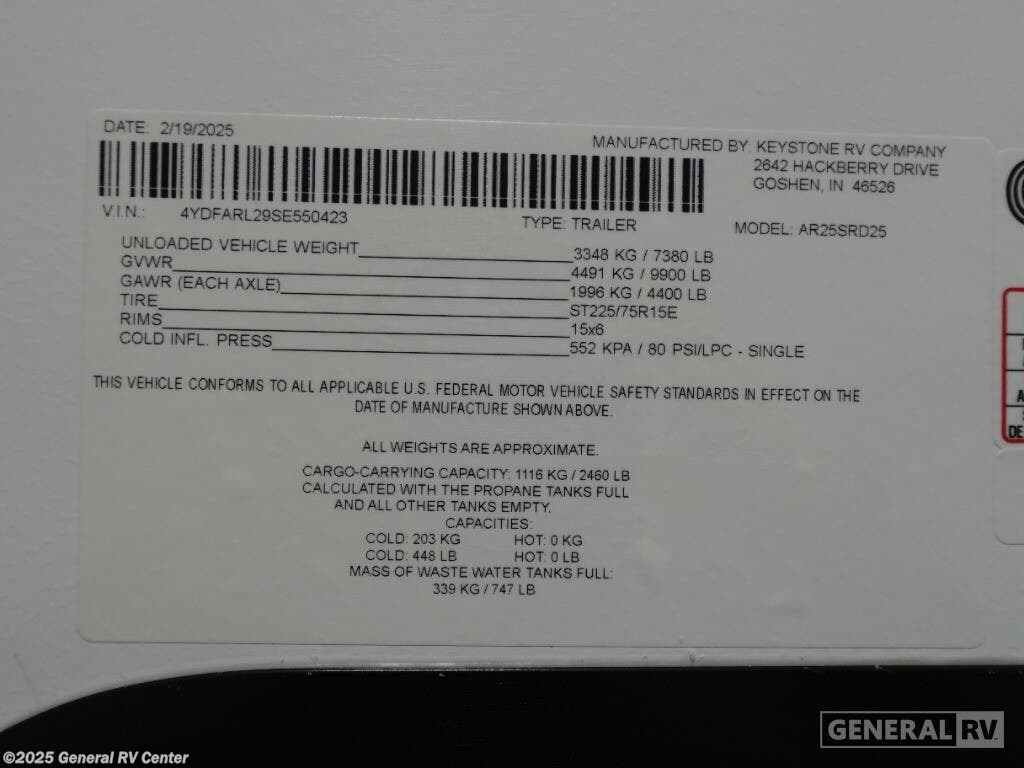 DATE: 2/19/2025
MANUFACTURED BY: KEYSTONE RV COMPANY
2642 HACKBERRY DRIVE
GOSHEN, IN 46526
V.I.N.: 4YDFARL29SE550423 TYPE: TRAILER MODEL: AR25SRD25
UNLOADED VEHICLE WEIGHT 3348 KG / 7380 LB
GVWR 4491 KG / 9900 LB
GAWR (EACH AXLE) 1996 KG / 4400 LB
TIRE ST225/75R15E
RIMS 15x6
COLD INFL. PRESS 552 KPA / 80 PSI/LPC - SINGLE
THIS VEHICLE CONFORMS TO ALL APPLICABLE U.S. FEDERAL MOTOR VEHICLE SAFETY STANDARDS IN EFFECT ON THE
DATE OF MANUFACTURE SHOWN ABOVE.
ALL WEIGHTS ARE APPROXIMATE.
CARGO-CARRYING CAPACITY: 1116 KG / 2460 LB
CALCULATED WITH THE PROPANE TANKS FULL
AND ALL OTHER TANKS EMPTY.
CAPACITIES:
COLD: 203 KG HOT: 0 KG
COLD: 448 LB HOT: 0 LB
MASS OF WASTE WATER TANKS FULL:
339 KG / 747 LB
DE
GENERAL RV
©2025 General RV Center